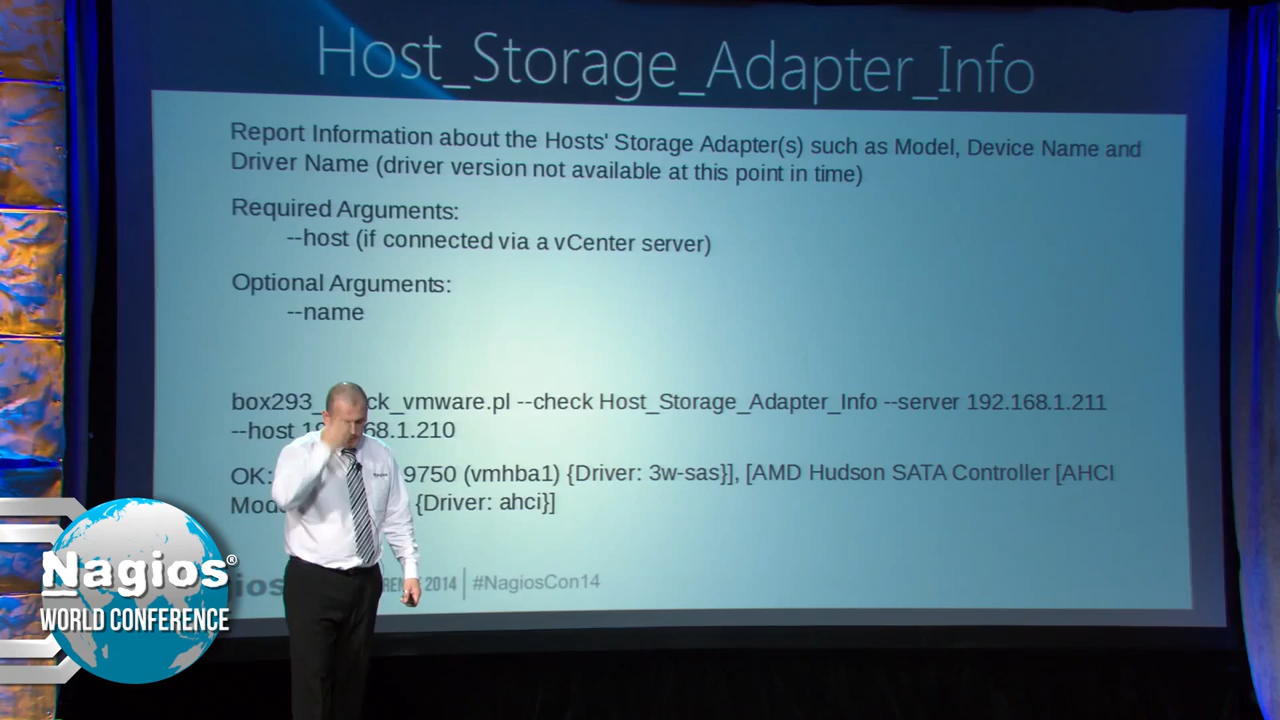 Host_Storage_Adapter_Info
Report Information about the Hosts' Storage Adapter(s) such as Model, Device Name and
Driver Name (driver version not available at this point in time)
Required Arguments:
--host (if connected via a vCenter server)
Optional Arguments:
--name
box293_ ck_vmware.pl --check Host_Storage_Adapter_Info --server 192.168.1.211
--host 19 68.1.210
OK: 9750 (vmhba1) {Driver: 3w-sas}], [AMD Hudson SATA Controller [AHCI
Mod {Driver: ahci}]
2014 #NagiosCon14
Nagios®
WORLD CONFERENCE